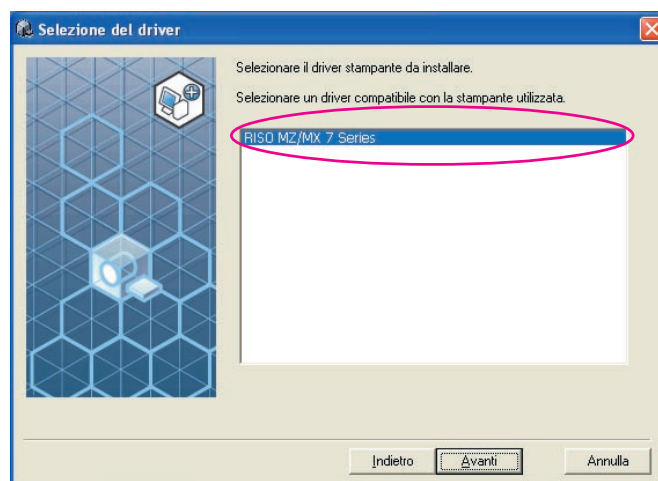 Selezione del driver
Selezionare il driver stampante da installare.
Selezionare un driver compatibile con la stampante utilizzata.
RISO MZ/MX 7 Series
Indietro
Avanti
Annulla